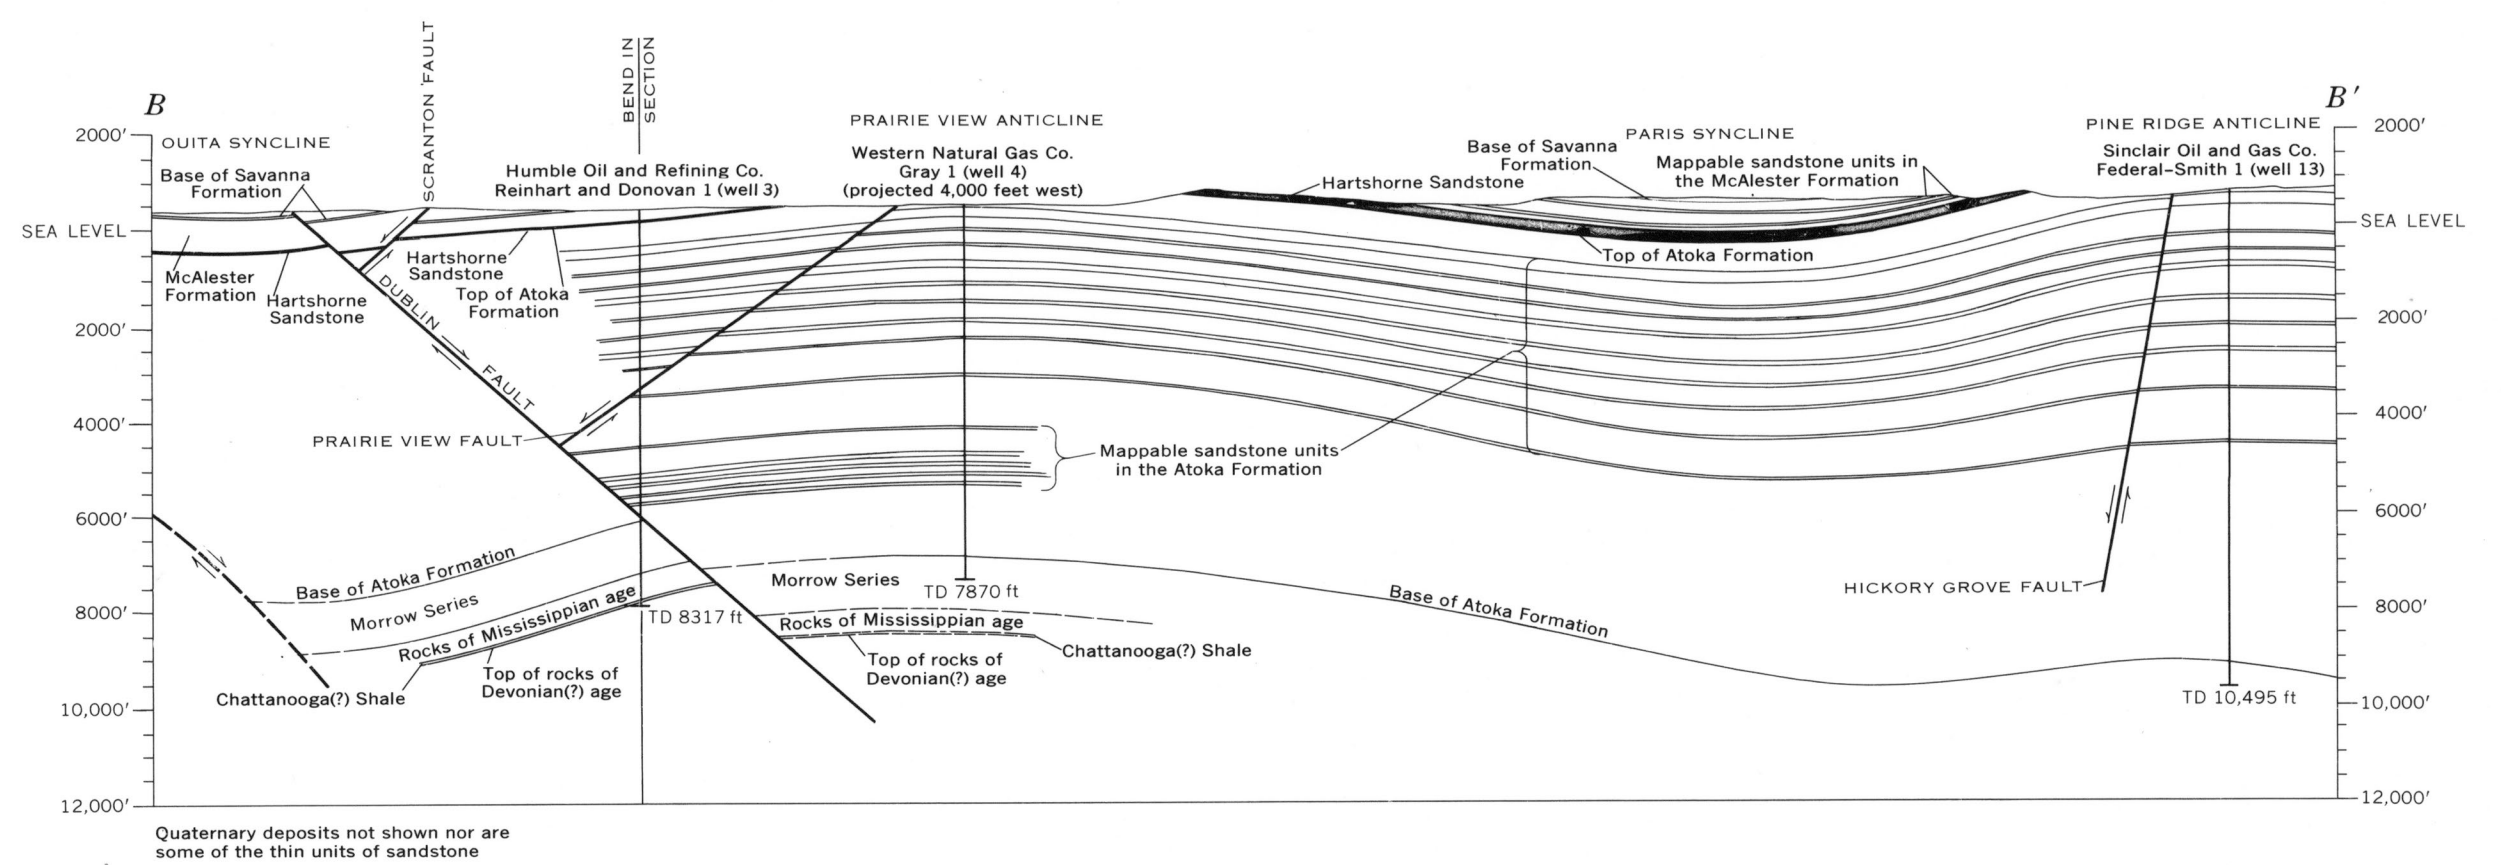 B
B′
SCRANTON FAULT
BEND IN
SECTION
2000′
OUITA SYNCLINE
Base of Savanna
Formation
Humble Oil and Refining Co.
Reinhart and Donovan 1 (well 3)
PRAIRIE VIEW ANTICLINE
Western Natural Gas Co.
Gray 1 (well 4)
(projected 4,000 feet west)
Hartshorne Sandstone
Base of Savanna
Formation
PARIS SYNCLINE
Mappable sandstone units in
the McAlester Formation
PINE RIDGE ANTICLINE
Sinclair Oil and Gas Co.
Federal–Smith 1 (well 13)
2000′
SEA LEVEL
SEA LEVEL
McAlester
Formation
Hartshorne
Sandstone
Hartshorne
Sandstone
Top of Atoka
Formation
Top of Atoka Formation
DUBLIN FAULT
2000′
2000′
4000′
4000′
PRAIRIE VIEW FAULT
Mappable sandstone units
in the Atoka Formation
6000′
6000′
Base of Atoka Formation
Morrow Series
Rocks of Mississippian age
Morrow Series
TD 7870 ft
Base of Atoka Formation
HICKORY GROVE FAULT
8000′
8000′
TD 8317 ft
Rocks of Mississippian age
Chattanooga(?) Shale
Top of rocks of
Devonian(?) age
Chattanooga(?) Shale
Top of rocks of
Devonian(?) age
TD 10,495 ft
10,000′
10,000′
12,000′
12,000′
Quaternary deposits not shown nor are
some of the thin units of sandstone